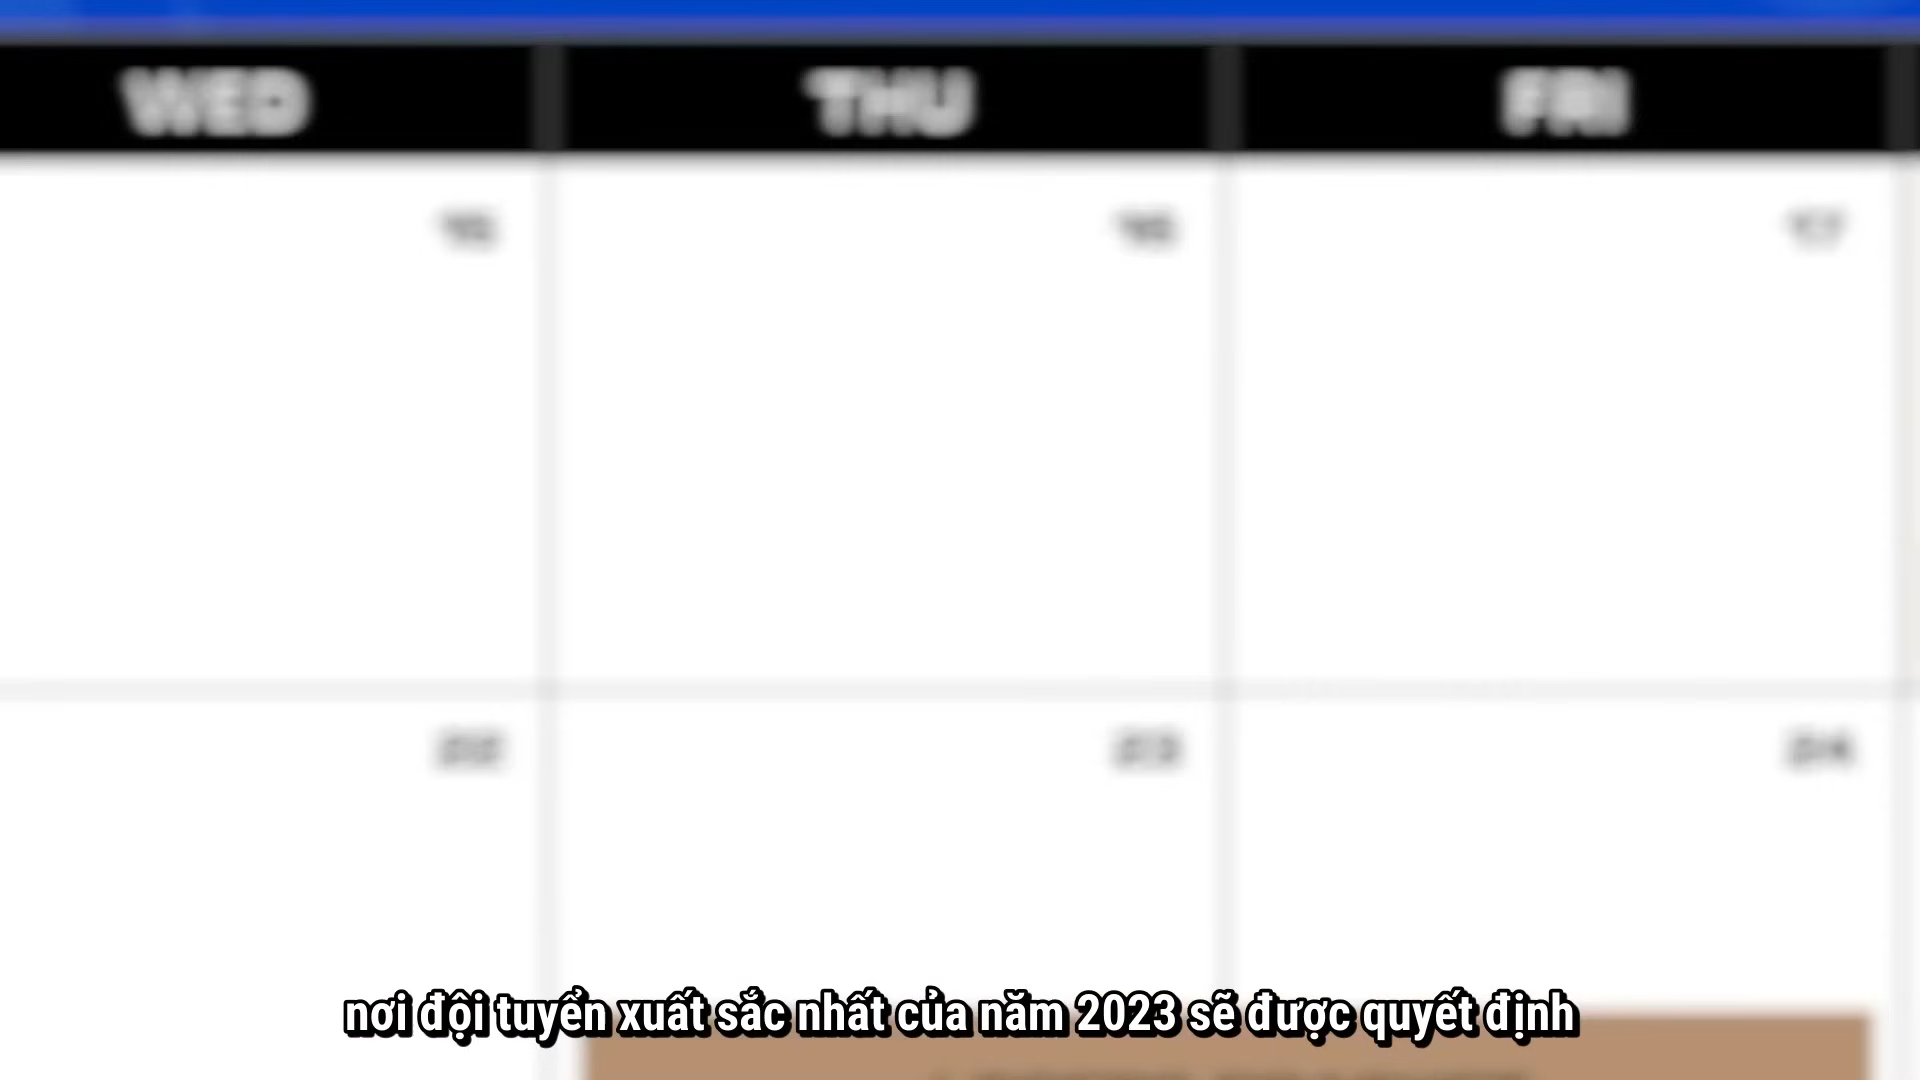 WED THU FRI
15 16 17
22 23 24
nơi đội tuyển xuất sắc nhất của năm 2023 sẽ được quyết định